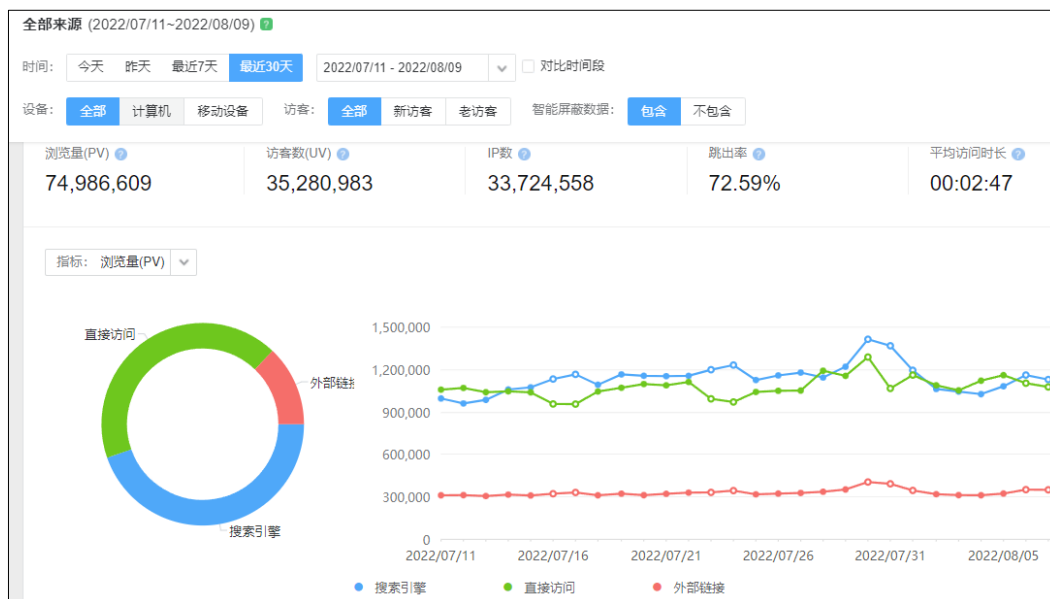 全部来源 (2022/07/11~2022/08/09) ?
时间： 今天 昨天 最近7天 最近30天 2022/07/11 - 2022/08/09 对比时间段
设备： 全部 计算机 移动设备 访客： 全部 新访客 老访客 智能屏蔽数据： 包含 不包含
浏览量(PV) ? 访客数(UV) ? IP数 ? 跳出率 ? 平均访问时长 ?
74,986,609 35,280,983 33,724,558 72.59% 00:02:47
指标： 浏览量(PV)
直接访问
外部链接
搜索引擎
1,500,000
1,200,000
900,000
600,000
300,000
0
2022/07/11 2022/07/16 2022/07/21 2022/07/26 2022/07/31 2022/08/05
搜索引擎 直接访问 外部链接